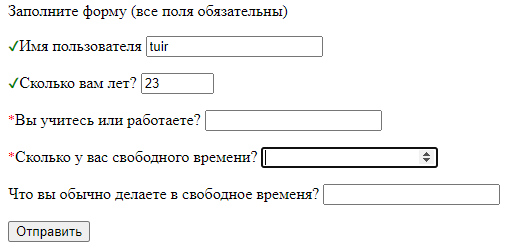 Заполните форму (все поля обязательны)
✓Имя пользователя tuir
✓Сколько вам лет? 23
*Вы учитесь или работаете?
*Сколько у вас свободного времени?
Что вы обычно делаете в свободное временя?
Отправить